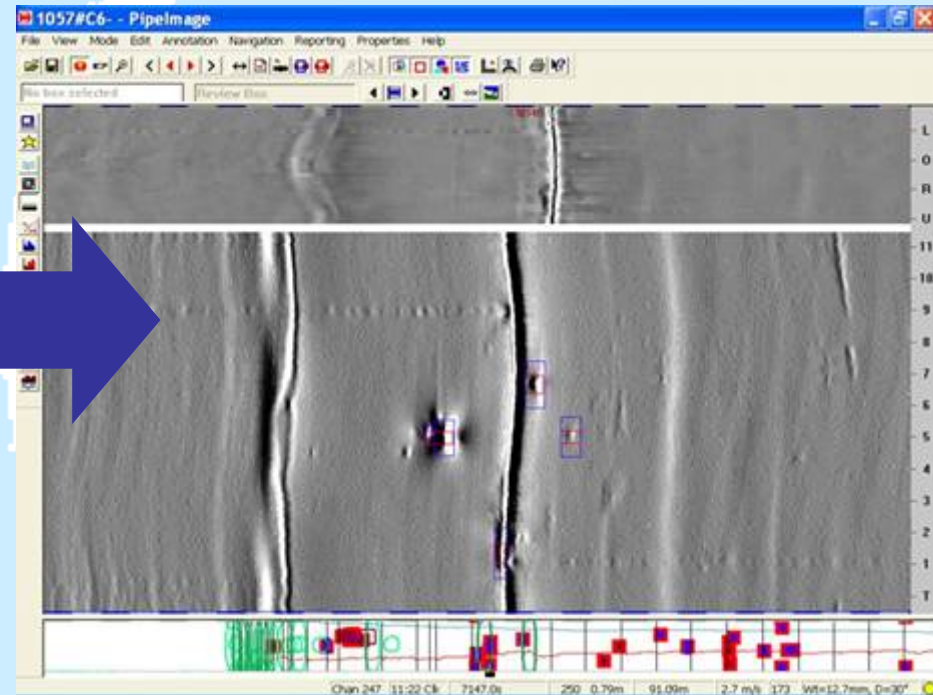 1057#C6- - PipeImage
File View Mode Edit Annotation Navigation Reporting Properties Help
No box selected Review Box
L
O
R
U
11
10
9
8
7
6
5
4
3
2
1
T
Chan 247 11:22 Clk 7147.0s 250 0.79m 91.09m 2.7 m/s 173 Wt=12.7mm, D=30"